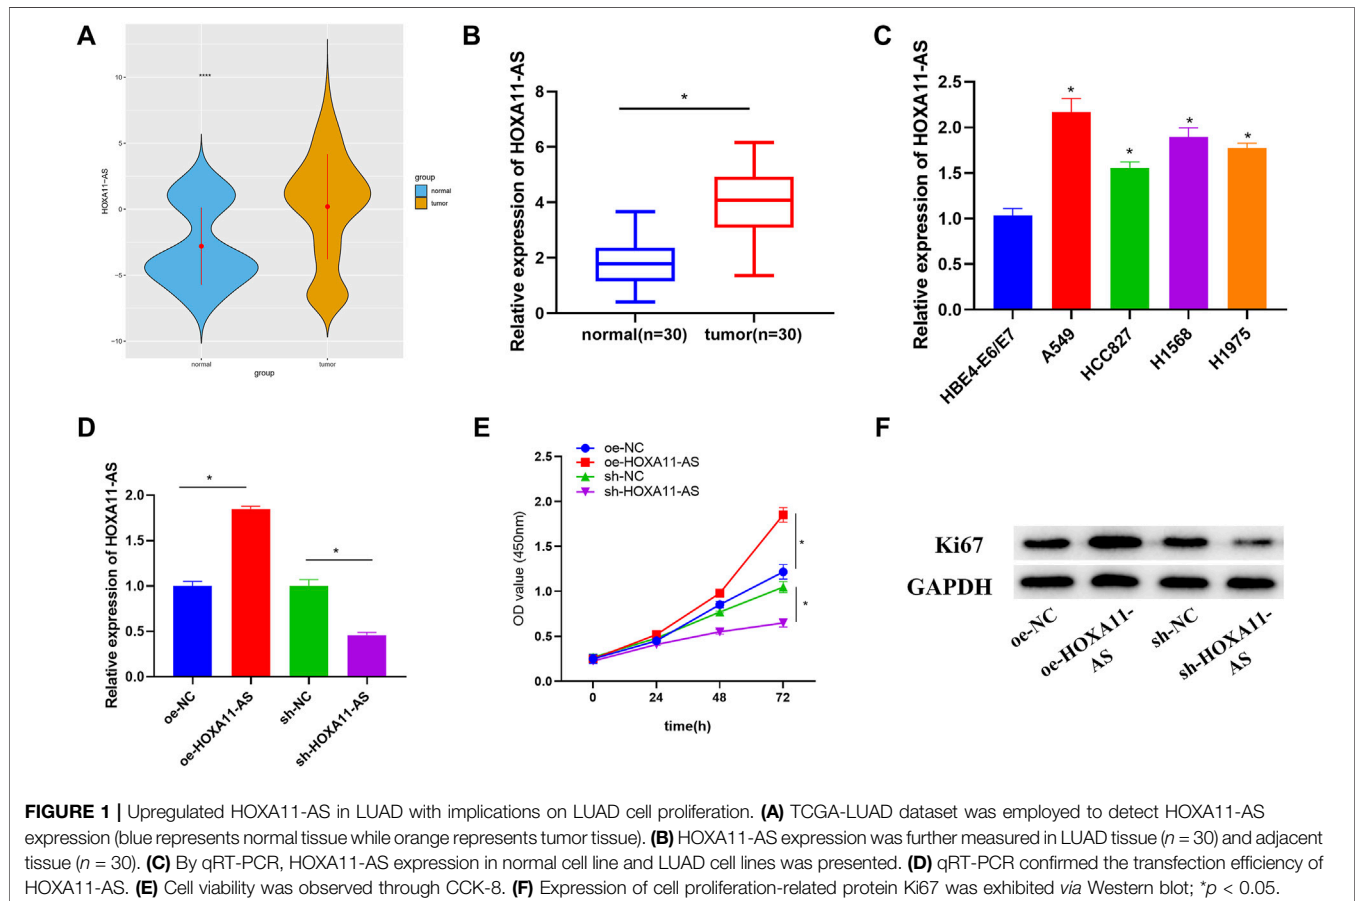 A
HOXA11-AS
10
5
0
-5
-10
****
normal
tumor
group
group
normal
tumor
B
Relative expression of HOXA11-AS
8
6
4
2
0
*
normal(n=30)
tumor(n=30)
C
Relative expression of HOXA11-AS
2.5
2.0
1.5
1.0
0.5
0.0
*
*
*
*
HBE4-E6/E7
A549
HCC827
H1568
H1975
D
Relative expression of HOXA11-AS
2.0
1.5
1.0
0.5
0.0
*
*
oe-NC
oe-HOXA11-AS
sh-NC
sh-HOXA11-AS
E
oe-NC
oe-HOXA11-AS
sh-NC
sh-HOXA11-AS
OD value (450nm)
2.5
2.0
1.5
1.0
0.5
0.0
*
*
0
24
48
72
time(h)
F
Ki67
GAPDH
oe-NC
oe-HOXA11-
AS
sh-NC
sh-HOXA11-
AS
FIGURE 1 | Upregulated HOXA11-AS in LUAD with implications on LUAD cell proliferation. (A) TCGA-LUAD dataset was employed to detect HOXA11-AS
expression (blue represents normal tissue while orange represents tumor tissue). (B) HOXA11-AS expression was further measured in LUAD tissue (n = 30) and adjacent
tissue (n = 30). (C) By qRT-PCR, HOXA11-AS expression in normal cell line and LUAD cell lines was presented. (D) qRT-PCR confirmed the transfection efficiency of
HOXA11-AS. (E) Cell viability was observed through CCK-8. (F) Expression of cell proliferation-related protein Ki67 was exhibited via Western blot; *p < 0.05.